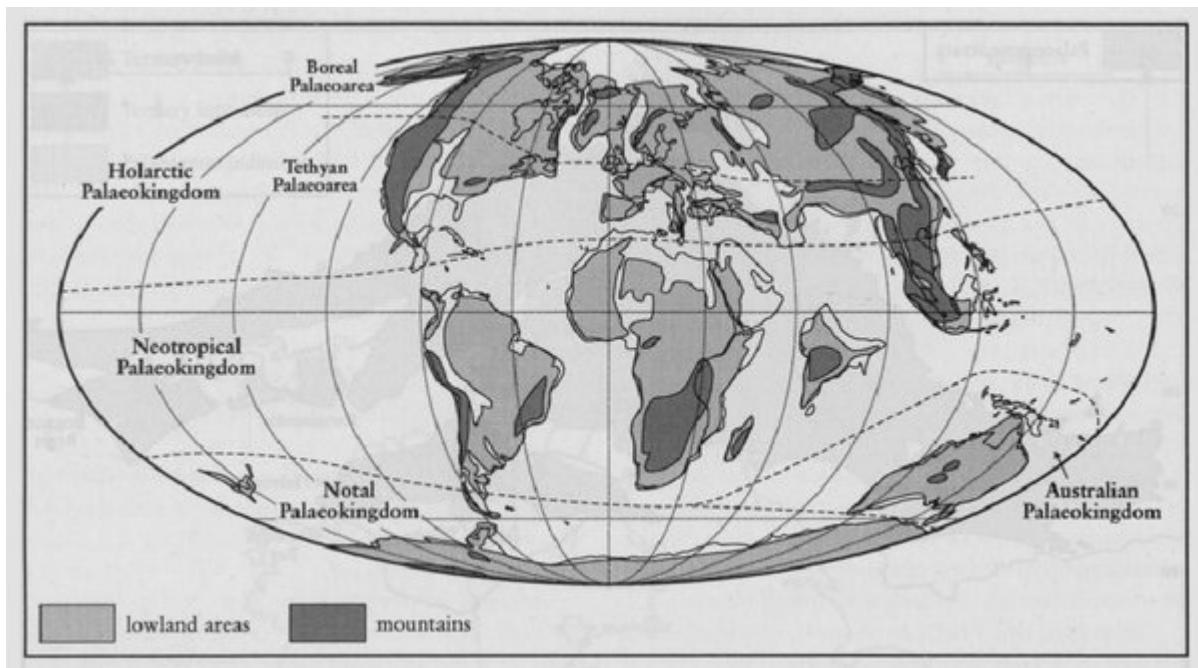 Boreal
Palaeoarea
Holarctic
Palaeokingdom
Tethyan
Palaeoarea
Neotropical
Palaeokingdom
Notal
Palaeokingdom
Australian
Palaeokingdom
lowland areas
mountains